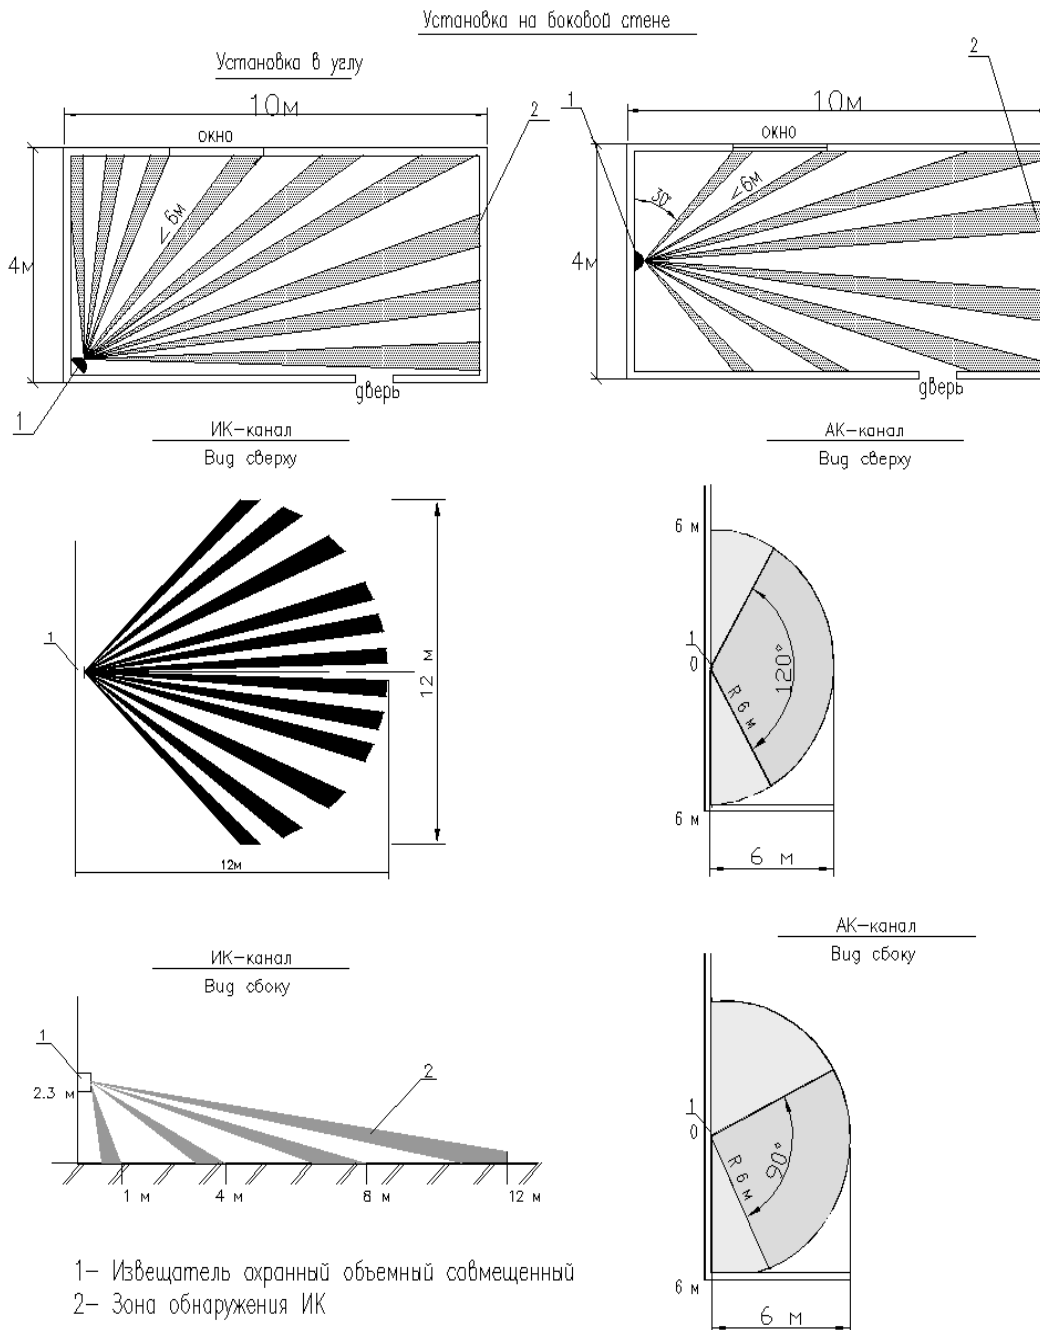 Установка на боковой стене
Установка в углу
2
1
10м
2
10м
окно
окно
<6м
30°
<6м
4м
4м
дверь
дверь
1
ИК-канал
Вид сверху
АК-канал
Вид сверху
6 м
1
12 м
1
0
120°
R 6 м
6 м
12м
6 м
АК-канал
Вид сбоку
ИК-канал
Вид сбоку
1
2
2.3 м
1
0
90°
R 6 м
1 м
4 м
8 м
12 м
6 м
6 м
1- Извещатель охранный объемный совмещенный
2- Зона обнаружения ИК